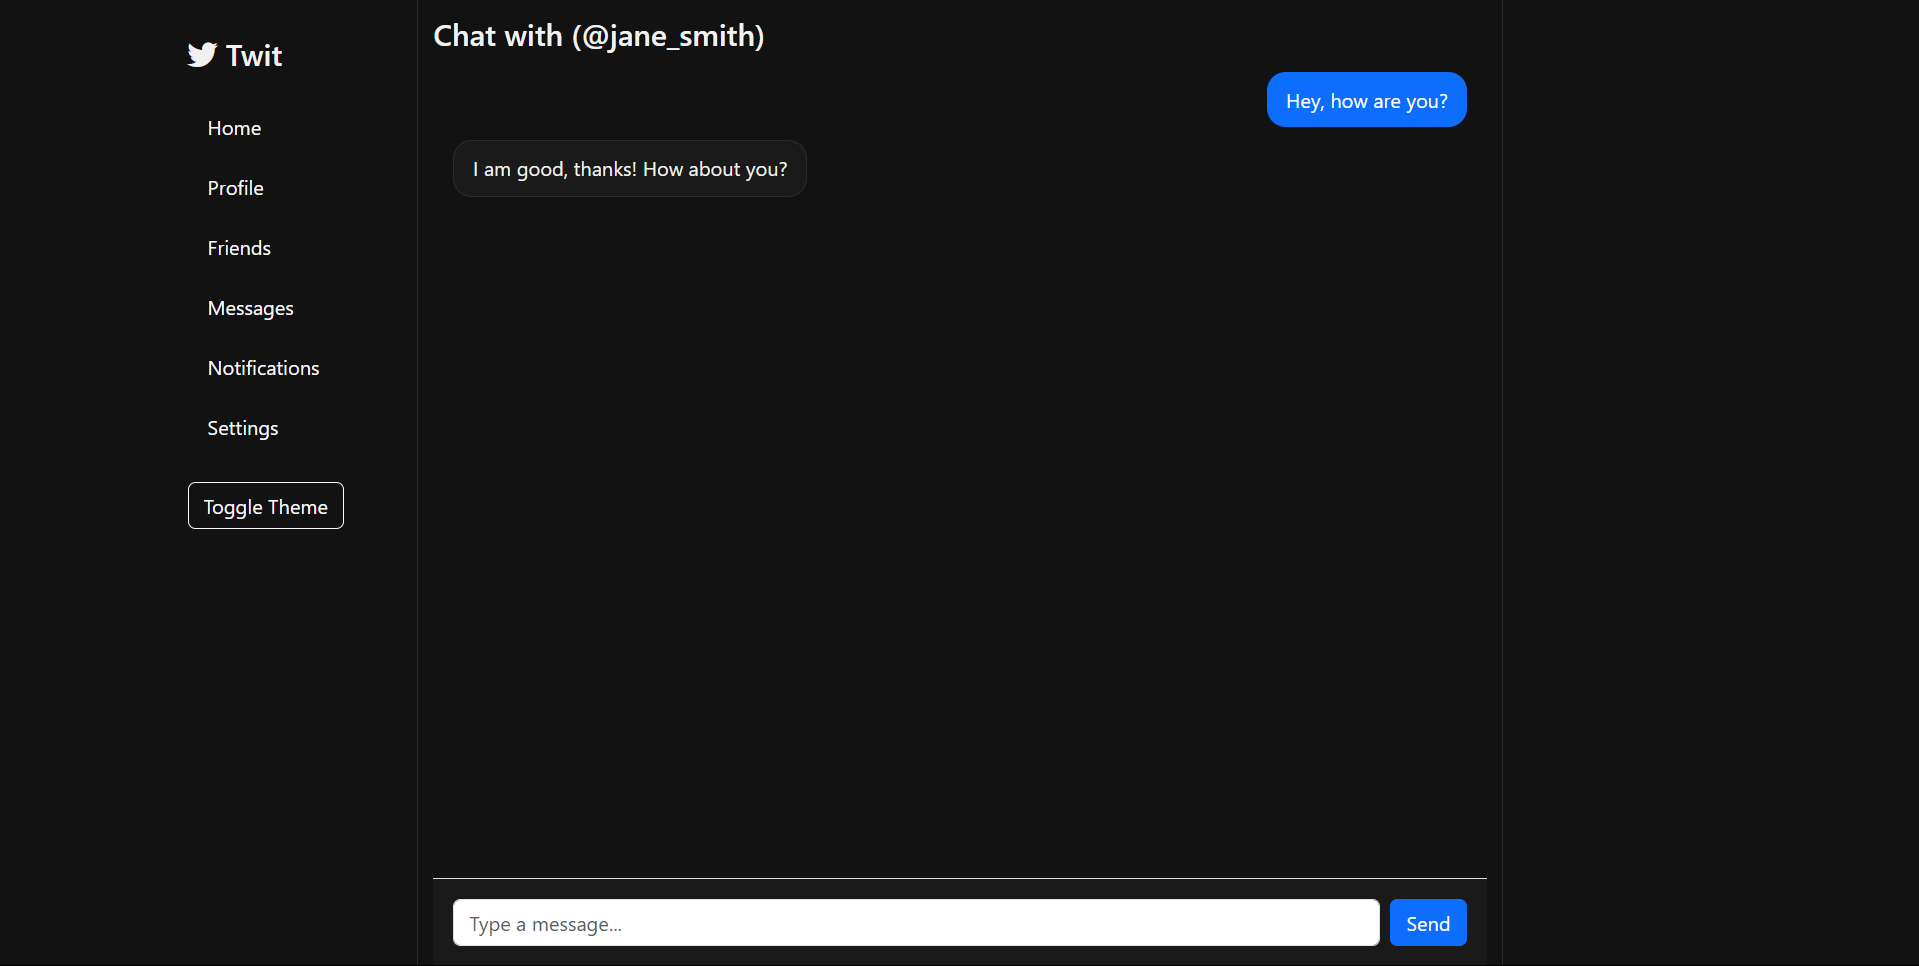 Twit
Home
Profile
Friends
Messages
Notifications
Settings
Toggle Theme
Chat with (@jane_smith)
Hey, how are you?
I am good, thanks! How about you?
Type a message...
Send